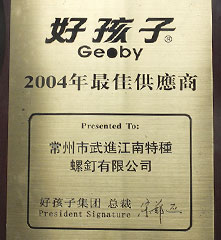 好孩子®
Geoby
2004年最佳供應商
Presented To:
常州市武進江南特種
螺釘有限公司
好孩子集团 总裁
President Signature